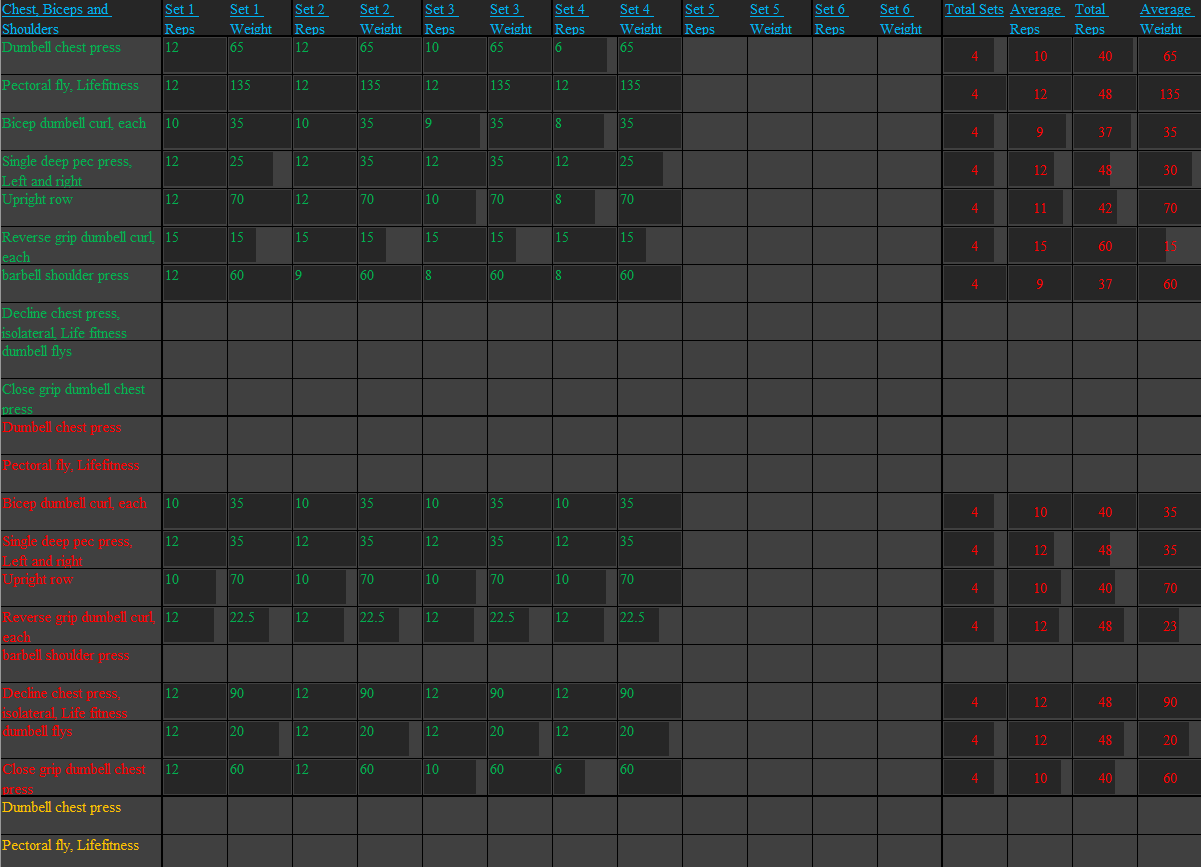 Chest, Biceps and Shoulders Set 1 Reps Set 1 Weight Set 2 Reps Set 2 Weight Set 3 Reps Set 3 Weight Set 4 Reps Set 4 Weight Set 5 Reps Set 5 Weight Set 6 Reps Set 6 Weight Total Sets Average Reps Total Reps Average Weight
Dumbell chest press 12 65 12 65 10 65 6 65 4 10 40 65
Pectoral fly, Lifefitness 12 135 12 135 12 135 12 135 4 12 48 135
Bicep dumbell curl, each 10 35 10 35 9 35 8 35 4 9 37 35
Single deep pec press, Left and right 12 25 12 35 12 35 12 25 4 12 48 30
Upright row 12 70 12 70 10 70 8 70 4 11 42 70
Reverse grip dumbell curl, each 15 15 15 15 15 15 15 15 4 15 60 15
barbell shoulder press 12 60 9 60 8 60 8 60 4 9 37 60
Decline chest press, isolateral, Life fitness
dumbell flys
Close grip dumbell chest press
Dumbell chest press
Pectoral fly, Lifefitness
Bicep dumbell curl, each 10 35 10 35 10 35 10 35 4 10 40 35
Single deep pec press, Left and right 12 35 12 35 12 35 12 35 4 12 48 35
Upright row 10 70 10 70 10 70 10 70 4 10 40 70
Reverse grip dumbell curl, each 12 22.5 12 22.5 12 22.5 12 22.5 4 12 48 23
barbell shoulder press
Decline chest press, isolateral, Life fitness 12 90 12 90 12 90 12 90 4 12 48 90
dumbell flys 12 20 12 20 12 20 12 20 4 12 48 20
Close grip dumbell chest press 12 60 12 60 10 60 6 60 4 10 40 60
Dumbell chest press
Pectoral fly, Lifefitness